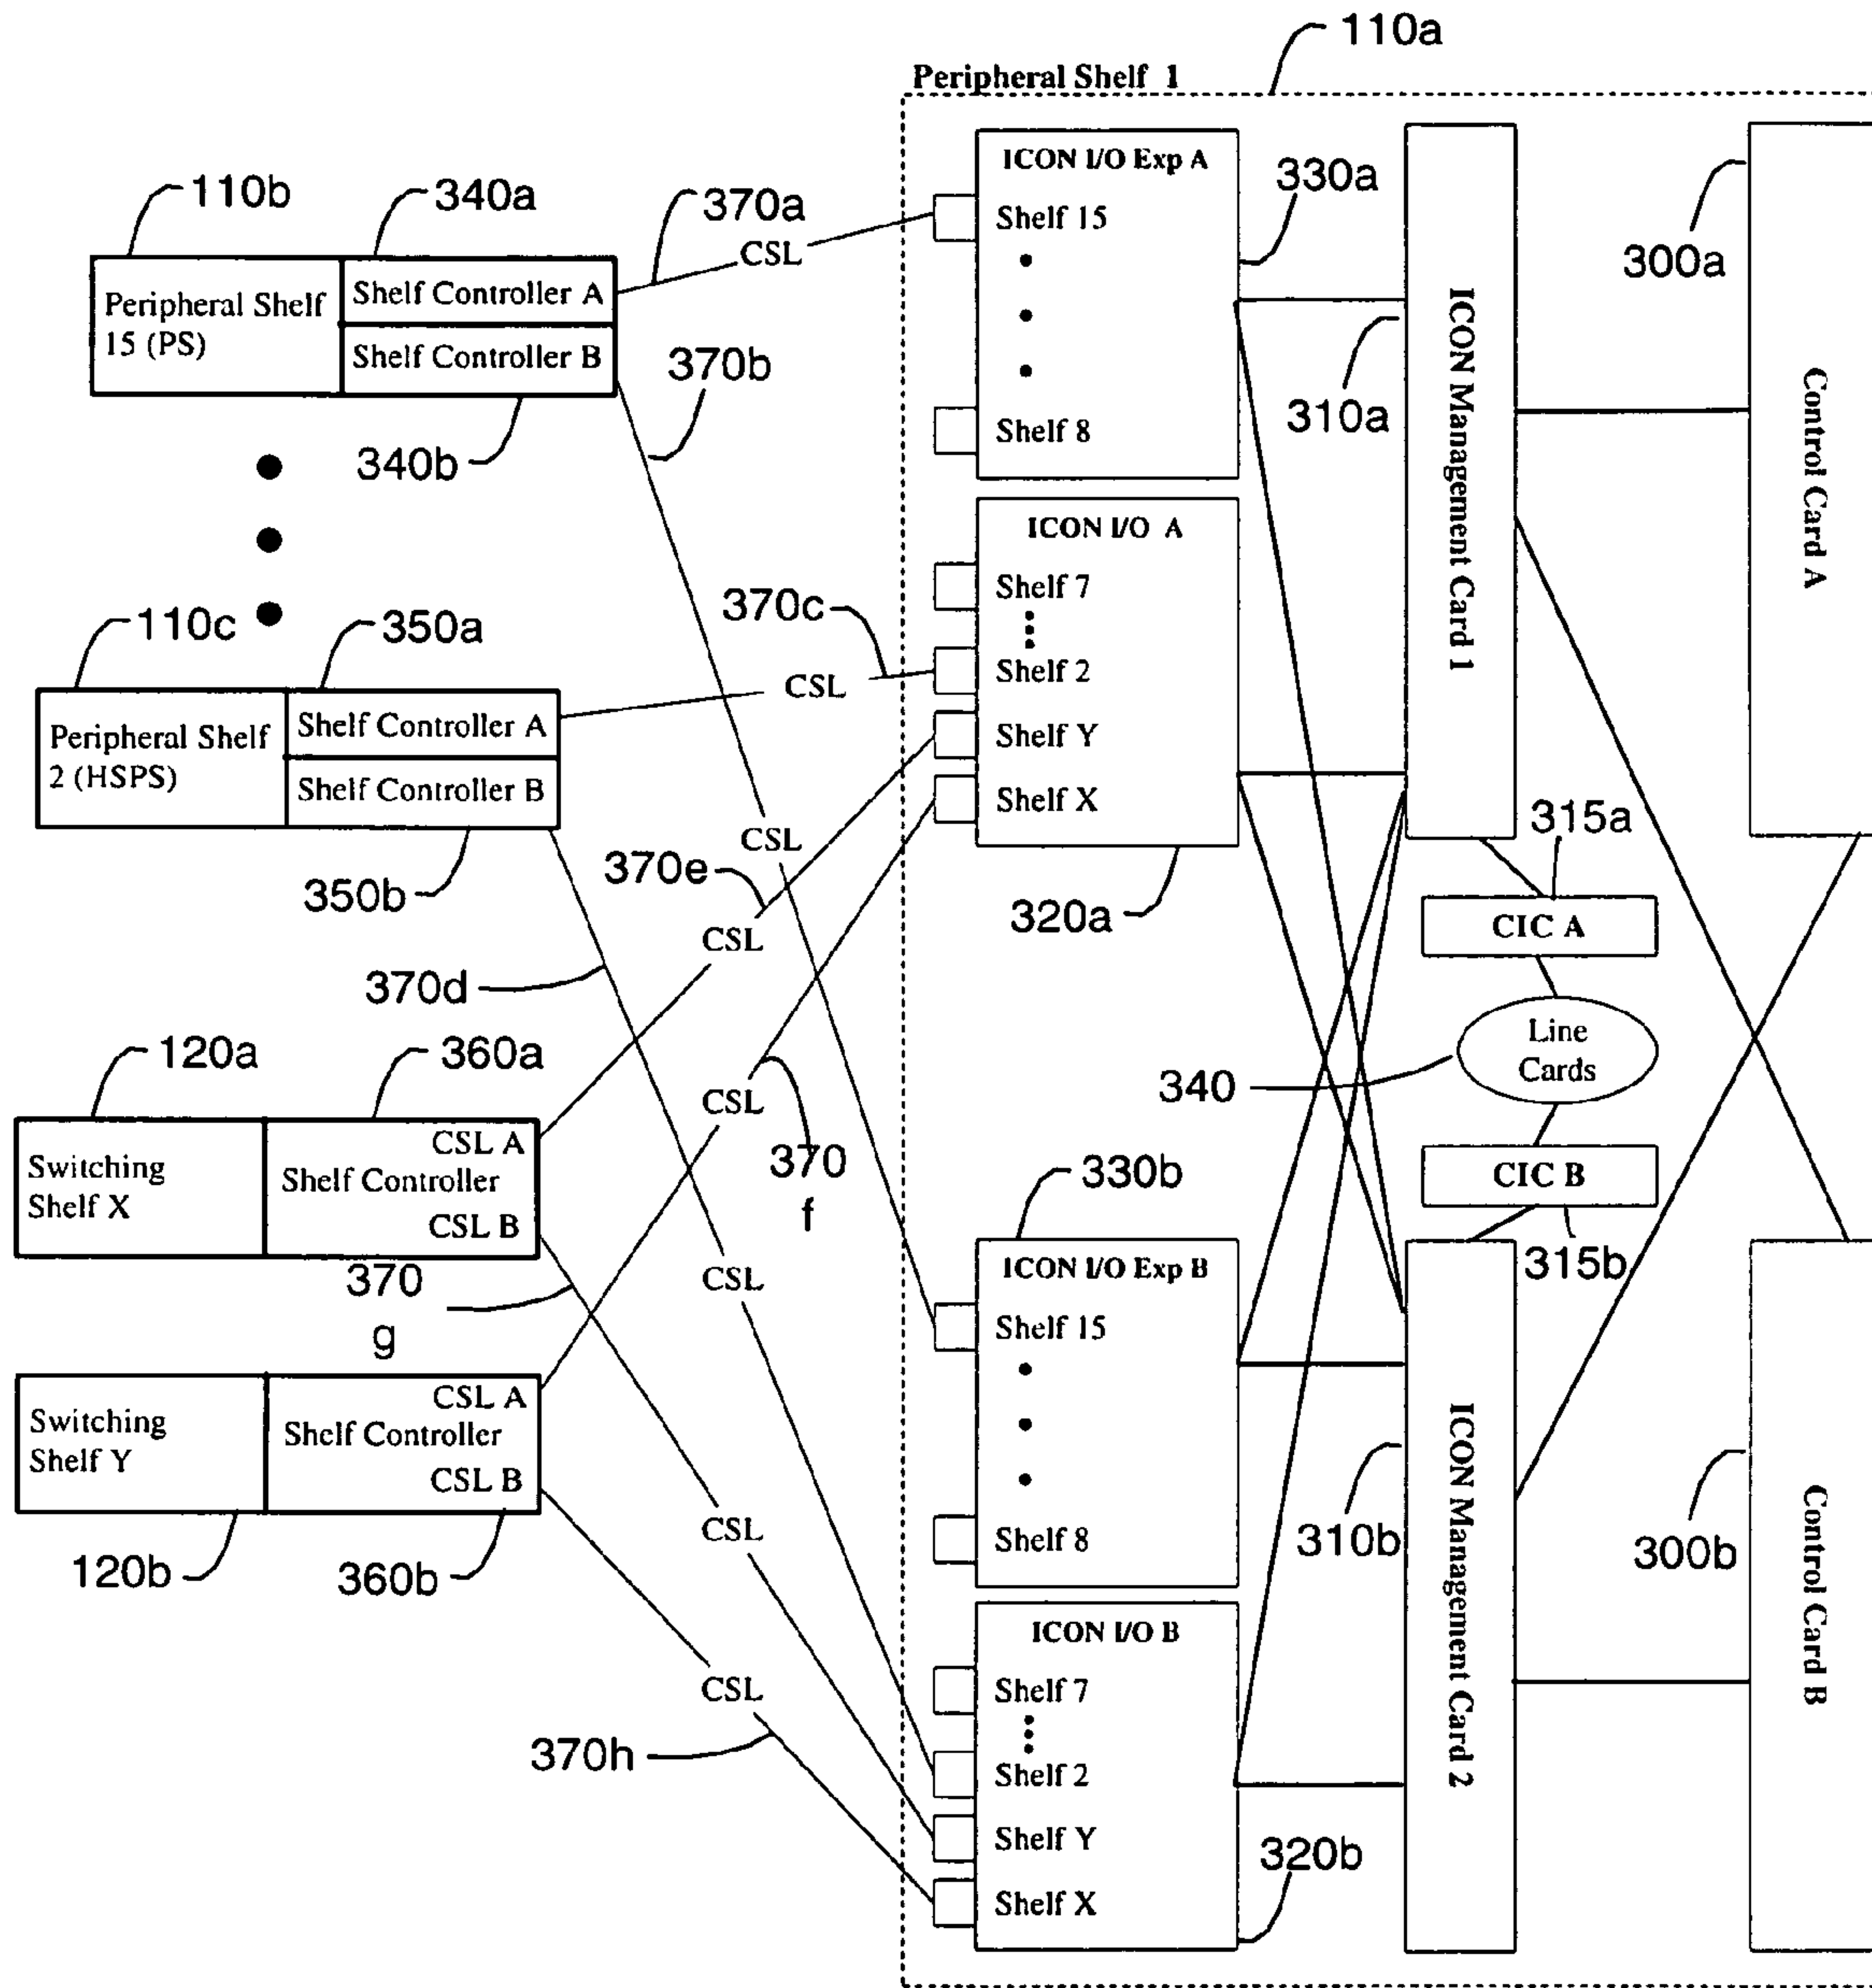 110a
Peripheral Shelf 1
110b
340a
370a
CSL
Peripheral Shelf
15 (PS)
Shelf Controller A
Shelf Controller B
340b
370b
ICON I/O Exp A
Shelf 15
Shelf 8
330a
310a
ICON Management Card 1
300a
Control Card A
110c
350a
370c
CSL
Peripheral Shelf
2 (HSPS)
Shelf Controller A
Shelf Controller B
350b
ICON I/O A
Shelf 7
Shelf 2
Shelf Y
Shelf X
320a
CSL
370e
CSL
370d
315a
CIC A
Line
Cards
340
CIC B
315b
120a
360a
Switching
Shelf X
CSL A
Shelf Controller
CSL B
CSL
370
f
370
g
CSL
330b
ICON I/O Exp B
Shelf 15
Shelf 8
310b
ICON Management Card 2
300b
Control Card B
Switching
Shelf Y
CSL A
Shelf Controller
CSL B
120b
360b
CSL
CSL
370h
ICON I/O B
Shelf 7
Shelf 2
Shelf Y
Shelf X
320b